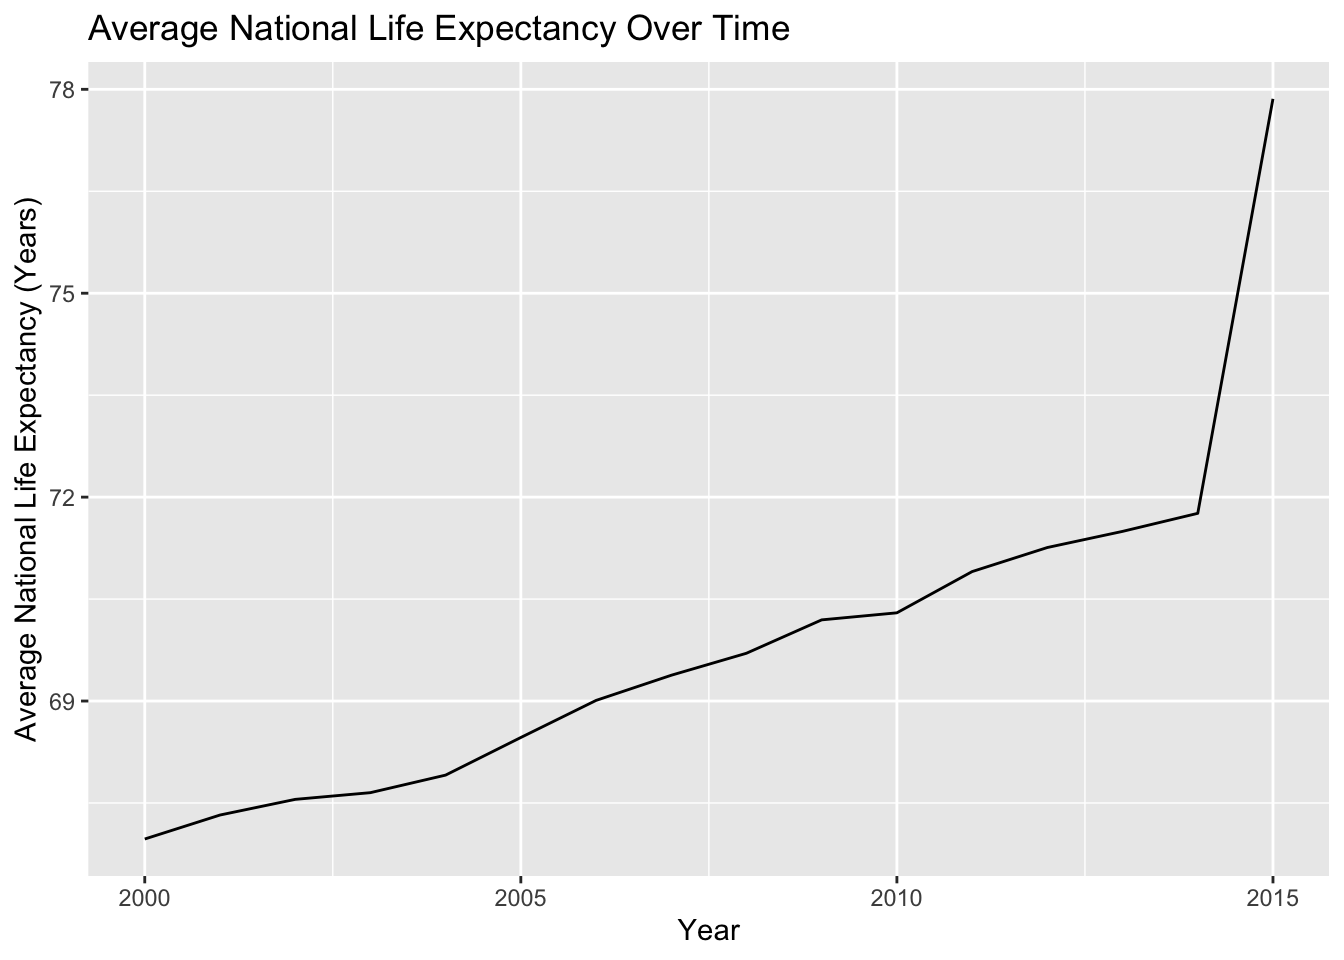 Average National Life Expectancy Over Time
Average National Life Expectancy (Years)
78
75
72
69
2000 2005 2010 2015
Year